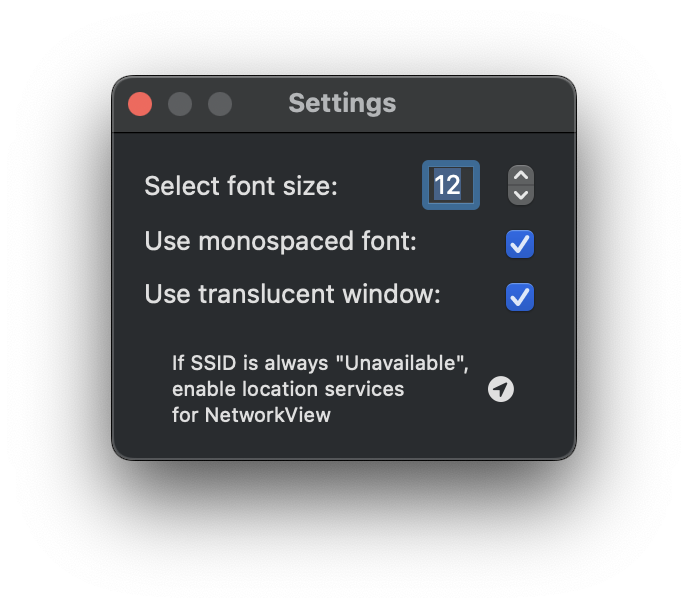 Settings
Select font size: 12
Use monospaced font:
Use translucent window:
If SSID is always "Unavailable",
enable location services
for NetworkView